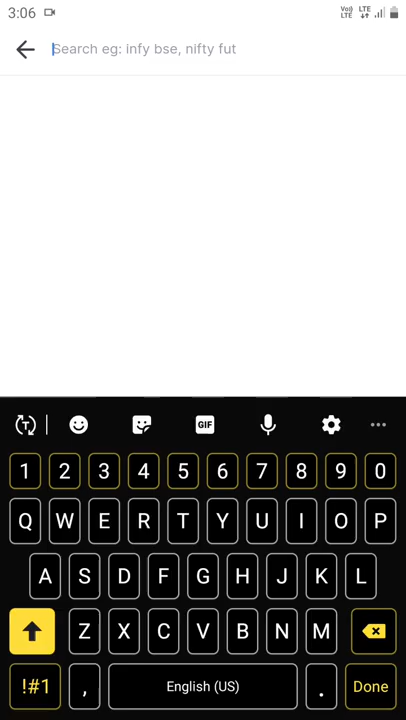 3:06 Vo) LTE LTE
Search eg: infy bse, nifty fut
T GIF
1 2 3 4 5 6 7 8 9 0
Q W E R T Y U I O P
A S D F G H J K L
Z X C V B N M
!#1 , English (US) . Done